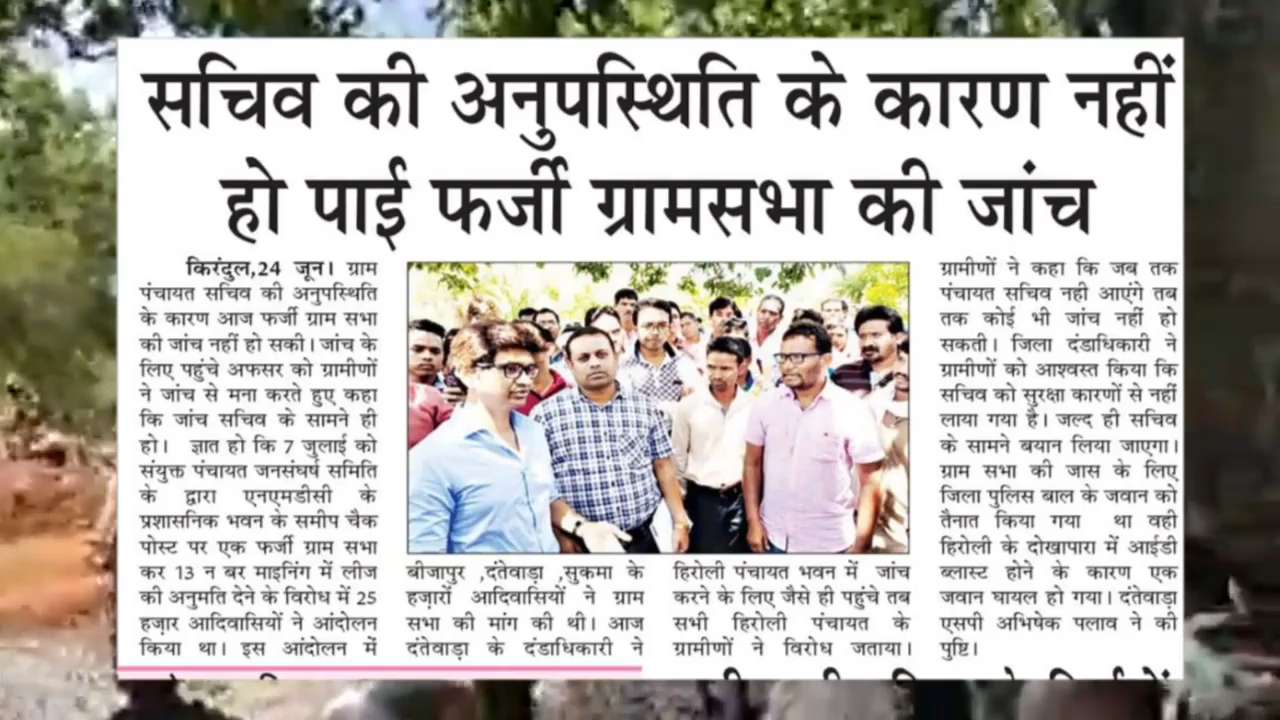 सचिव की अनुपस्थिति के कारण नहीं
हो पाई फर्जी ग्रामसभा की जांच
किरंदुल,24 जून। ग्राम
पंचायत सचिव की अनुपस्थिति
के कारण आज फर्जी ग्राम सभा
की जांच नहीं हो सकी। जांच के
लिए पहुंचे अफसर को ग्रामीणों
ने जांच से मना करते हुए कहा
कि जांच सचिव के सामने ही
हो। ज्ञात हो कि 7 जुलाई को
संयुक्त पंचायत जनसंघर्ष समिति
के द्वारा एनएमडीसी के
प्रशासनिक भवन के समीप चैक
पोस्ट पर एक फर्जी ग्राम सभा
कर 13 न बर माइनिंग में लीज
की अनुमति देने के विरोध में 25
हज़ार आदिवासियों ने आंदोलन
किया था। इस आंदोलन में
बीजापुर ,दंतेवाड़ा ,सुकमा के
हज़ारों आदिवासियों ने ग्राम
सभा की मांग की थी। आज
दंतेवाड़ा के दंडाधिकारी ने
हिरोली पंचायत भवन में जांच
करने के लिए जैसे ही पहुंचे तब
सभी हिरोली पंचायत के
ग्रामीणों ने विरोध जताया।
ग्रामीणों ने कहा कि जब तक
पंचायत सचिव नही आएंगे तब
तक कोई भी जांच नहीं हो
सकती। जिला दंडाधिकारी ने
ग्रामीणों को आश्वस्त किया कि
सचिव को सुरक्षा कारणों से नहीं
लाया गया है। जल्द ही सचिव
के सामने बयान लिया जाएगा।
ग्राम सभा की जास के लिए
जिला पुलिस बाल के जवान को
तैनात किया गया था वही
हिरोली के दोखापारा में आईडी
ब्लास्ट होने के कारण एक
जवान घायल हो गया। दंतेवाड़ा
एसपी अभिषेक पलाव ने की
पुष्टि।